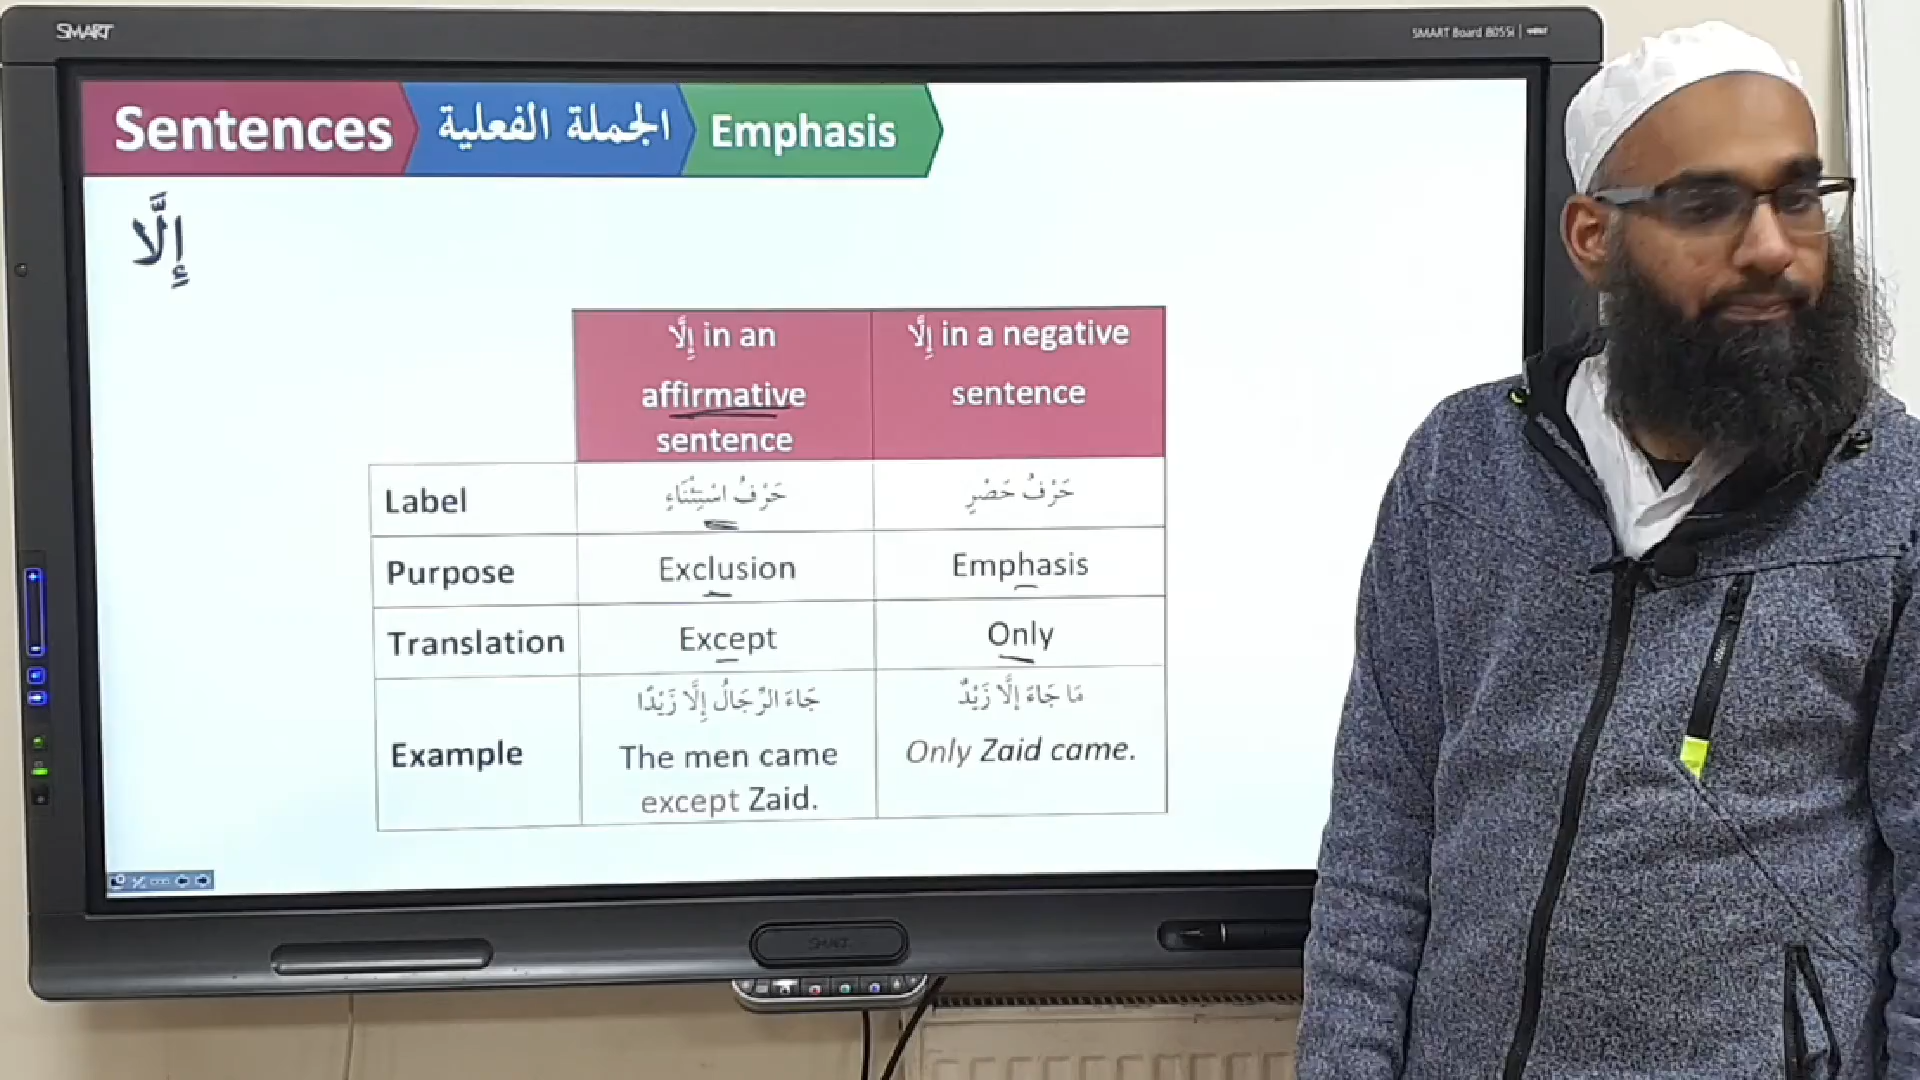 SMART
SMART Board 8055i
Sentences
الجملة الفعلية
Emphasis
إِلَّا
إِلَّا in an
affirmative
sentence
إِلَّا in a negative
sentence
Label
حَرْفُ اسْتِثْنَاءٍ
حَرْفُ حَصْرٍ
Purpose
Exclusion
Emphasis
Translation
Except
Only
Example
جَاءَ الرِّجَالُ إِلَّا زَيْدًا
The men came
except Zaid.
مَا جَاءَ إِلَّا زَيْدٌ
Only Zaid came.
SMART